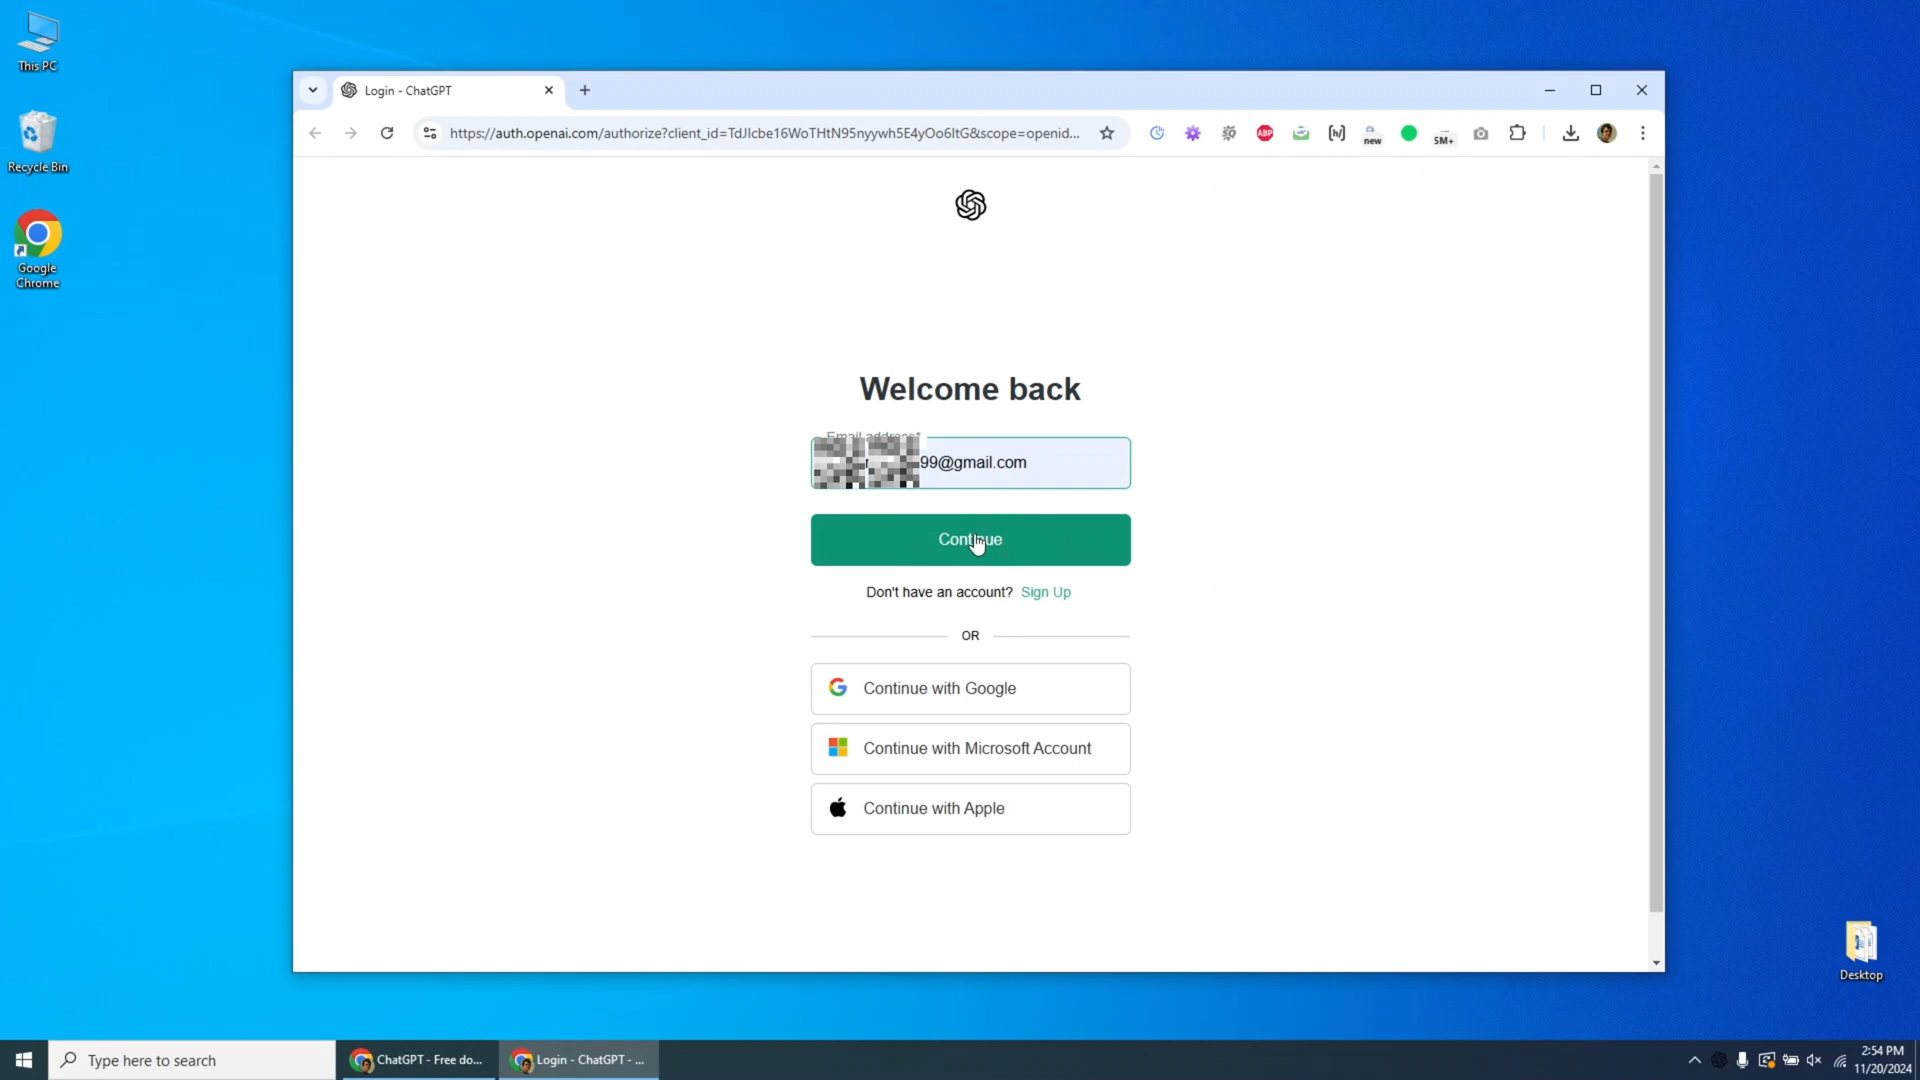 This PC
Recycle Bin
Google
Chrome
Login - ChatGPT
https://auth.openai.com/authorize?client_id=TdJIcbe16WoTHtN95nyywh5E4yOo6ItG&scope=openid...
ABP
[h/]
new
5M+
Welcome back
Email address*
99@gmail.com
Continue
Don't have an account? Sign Up
OR
Continue with Google
Continue with Microsoft Account
Continue with Apple
Desktop
Type here to search
ChatGPT - Free do...
Login - ChatGPT - ...
2:54 PM
11/20/2024